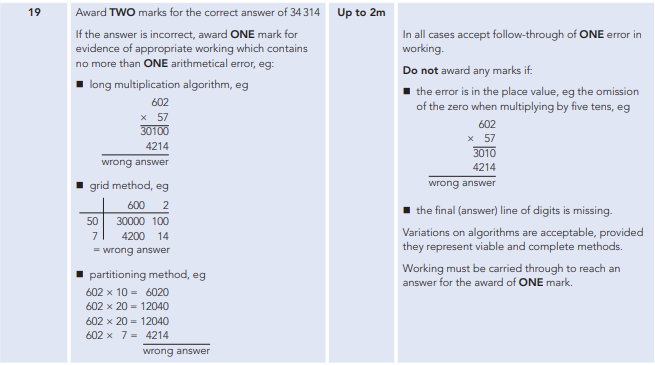 19
Award TWO marks for the correct answer of 34 314
If the answer is incorrect, award ONE mark for
evidence of appropriate working which contains
no more than ONE arithmetical error, eg:
■ long multiplication algorithm, eg
602
× 57
30100
4214
wrong answer
■ grid method, eg
600 2
50 30000 100
7 4200 14
= wrong answer
■ partitioning method, eg
602 × 10 = 6020
602 × 20 = 12040
602 × 20 = 12040
602 × 7 = 4214
wrong answer
Up to 2m
In all cases accept follow-through of ONE error in
working.
Do not award any marks if:
■ the error is in the place value, eg the omission
of the zero when multiplying by five tens, eg
602
× 57
3010
4214
wrong answer
■ the final (answer) line of digits is missing.
Variations on algorithms are acceptable, provided
they represent viable and complete methods.
Working must be carried through to reach an
answer for the award of ONE mark.